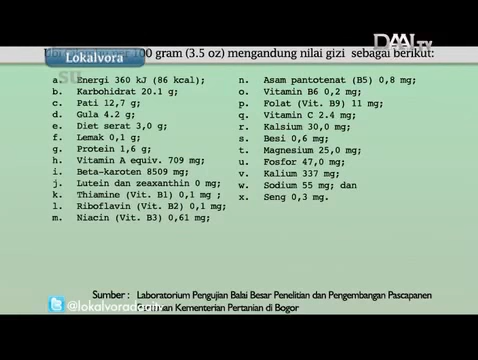 DAAI TV
Lokalvora
100 gram (3.5 oz) mengandung nilai gizi sebagai berikut:
a. Energi 360 kJ (86 kcal);
b. Karbohidrat 20.1 g;
c. Pati 12,7 g;
d. Gula 4.2 g;
e. Diet serat 3,0 g;
f. Lemak 0,1 g;
g. Protein 1,6 g;
h. Vitamin A equiv. 709 mg;
i. Beta-karoten 8509 mg;
j. Lutein dan zeaxanthin 0 mg;
k. Thiamine (Vit. B1) 0,1 mg ;
l. Riboflavin (Vit. B2) 0,1 mg;
m. Niacin (Vit. B3) 0,61 mg;
n. Asam pantotenat (B5) 0,8 mg;
o. Vitamin B6 0,2 mg;
p. Folat (Vit. B9) 11 mg;
q. Vitamin C 2.4 mg;
r. Kalsium 30,0 mg;
s. Besi 0,6 mg;
t. Magnesium 25,0 mg;
u. Fosfor 47,0 mg;
v. Kalium 337 mg;
w. Sodium 55 mg; dan
x. Seng 0,3 mg.
Sumber : Laboratorium Pengujian Balai Besar Penelitian dan Pengembangan Pascapanen
Kementerian Pertanian di Bogor